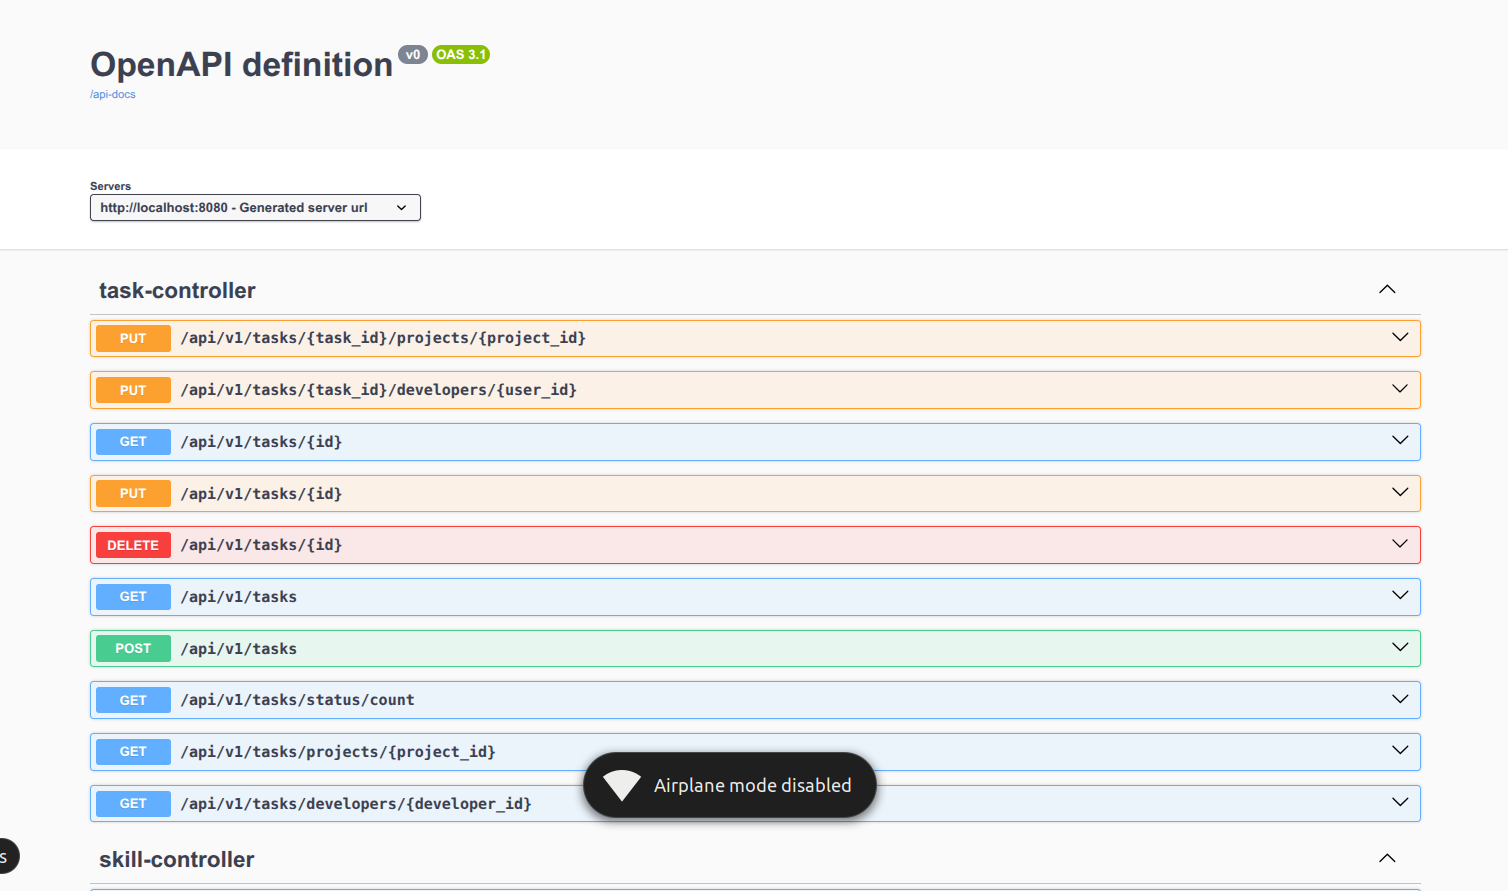 OpenAPI definition v0 OAS 3.1
/api-docs
Servers
http://localhost:8080 - Generated server url
task-controller
PUT /api/v1/tasks/{task_id}/projects/{project_id}
PUT /api/v1/tasks/{task_id}/developers/{user_id}
GET /api/v1/tasks/{id}
PUT /api/v1/tasks/{id}
DELETE /api/v1/tasks/{id}
GET /api/v1/tasks
POST /api/v1/tasks
GET /api/v1/tasks/status/count
GET /api/v1/tasks/projects/{project_id}
Airplane mode disabled
GET /api/v1/tasks/developers/{developer_id}
s
skill-controller